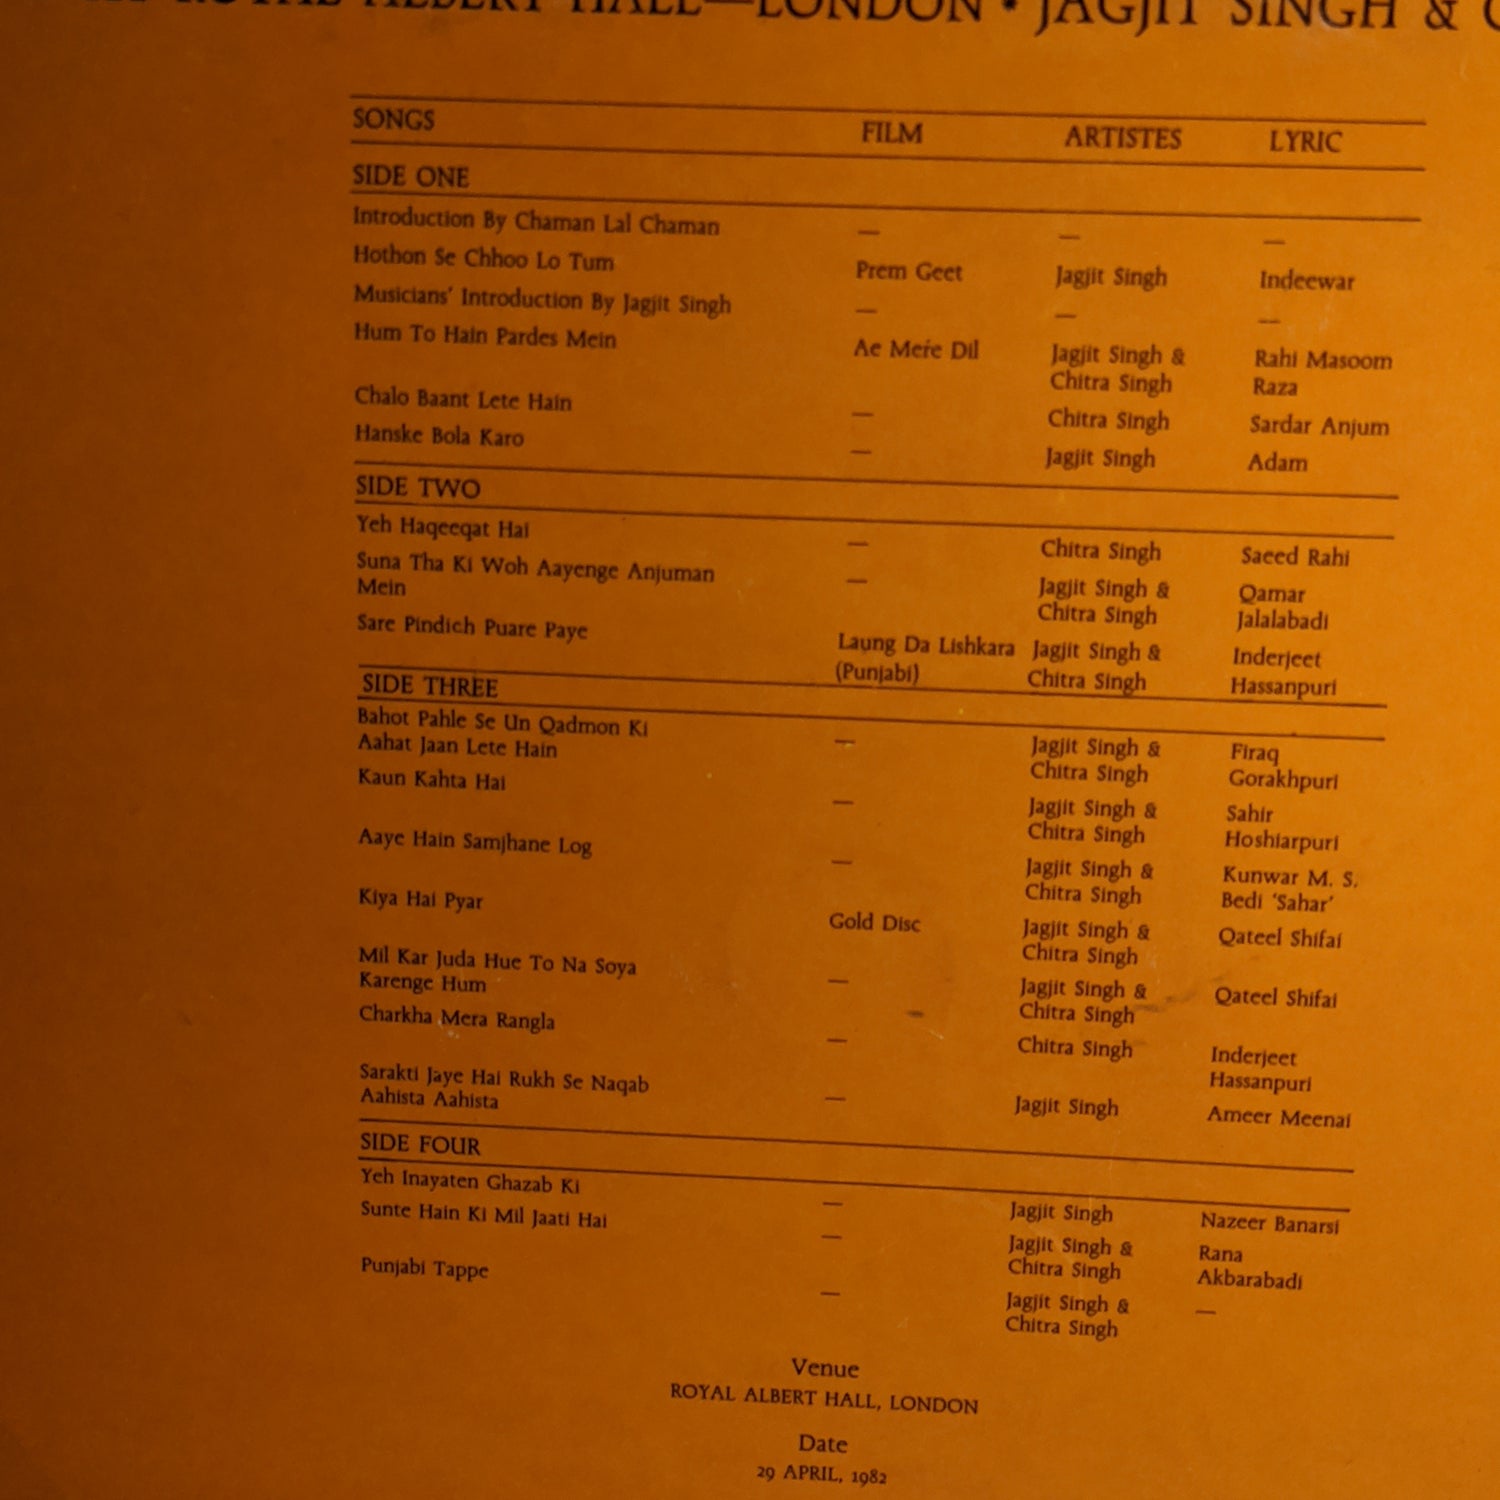 ROYAL ALBERT HALL—LONDON • JAGJIT SINGH &
SONGS FILM ARTISTES LYRIC
SIDE ONE
Introduction By Chaman Lal Chaman — — —
Hothon Se Chhoo Lo Tum Prem Geet Jagjit Singh Indeewar
Musicians' Introduction By Jagjit Singh — — —
Hum To Hain Pardes Mein Ae Mere Dil Jagjit Singh & Rahi Masoom
Chitra Singh Raza
Chalo Baant Lete Hain — Chitra Singh Sardar Anjum
Hanske Bola Karo — Jagjit Singh Adam
SIDE TWO
Yeh Haqeeqat Hai — Chitra Singh Saeed Rahi
Suna Tha Ki Woh Aayenge Anjuman — Jagjit Singh & Qamar
Mein Chitra Singh Jalalabadi
Sare Pindich Puare Paye Laung Da Lishkara Jagjit Singh & Inderjeet
(Punjabi) Chitra Singh Hassanpuri
SIDE THREE
Bahot Pahle Se Un Qadmon Ki — Jagjit Singh & Firaq
Aahat Jaan Lete Hain Chitra Singh Gorakhpuri
Kaun Kahta Hai — Jagjit Singh & Sahir
Chitra Singh Hoshiarpuri
Aaye Hain Samjhane Log — Jagjit Singh & Kunwar M. S.
Chitra Singh Bedi 'Sahar'
Kiya Hai Pyar Gold Disc Jagjit Singh & Qateel Shifai
Chitra Singh
Mil Kar Juda Hue To Na Soya — Jagjit Singh & Qateel Shifai
Karenge Hum Chitra Singh
Charkha Mera Rangla — Chitra Singh Inderjeet
Hassanpuri
Sarakti Jaye Hai Rukh Se Naqab — Jagjit Singh Ameer Meenai
Aahista Aahista
SIDE FOUR
Yeh Inayaten Ghazab Ki — Jagjit Singh Nazeer Banarsi
Sunte Hain Ki Mil Jaati Hai — Jagjit Singh & Rana
Chitra Singh Akbarabadi
Punjabi Tappe — Jagjit Singh & —
Chitra Singh
Venue
ROYAL ALBERT HALL, LONDON
Date
29 APRIL, 1982